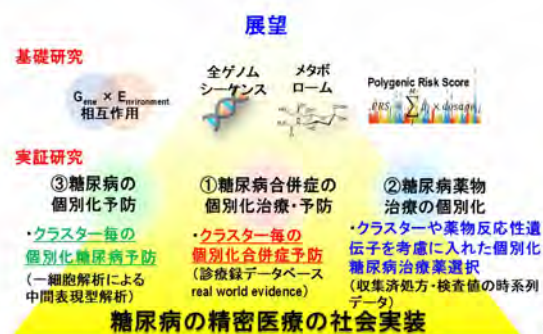 展望
基礎研究
Gene × Environment
相互作用
全ゲノム
シーケンス
メタボ
ローム
Polygenic Risk Score
実証研究
③糖尿病の
個別化予防
・クラスター毎の
個別化糖尿病予防
(一細胞解析による
中間表現型解析)
①糖尿病合併症の
個別化治療・予防
・クラスター毎の
個別化合併症予防
(診療録データベース
real world evidence)
②糖尿病薬物
治療の個別化
・クラスターや薬物反応性遺
伝子を考慮に入れた個別化
糖尿病治療薬選択
(収集済処方・検査値の時系列
データ)
糖尿病の精密医療の社会実装